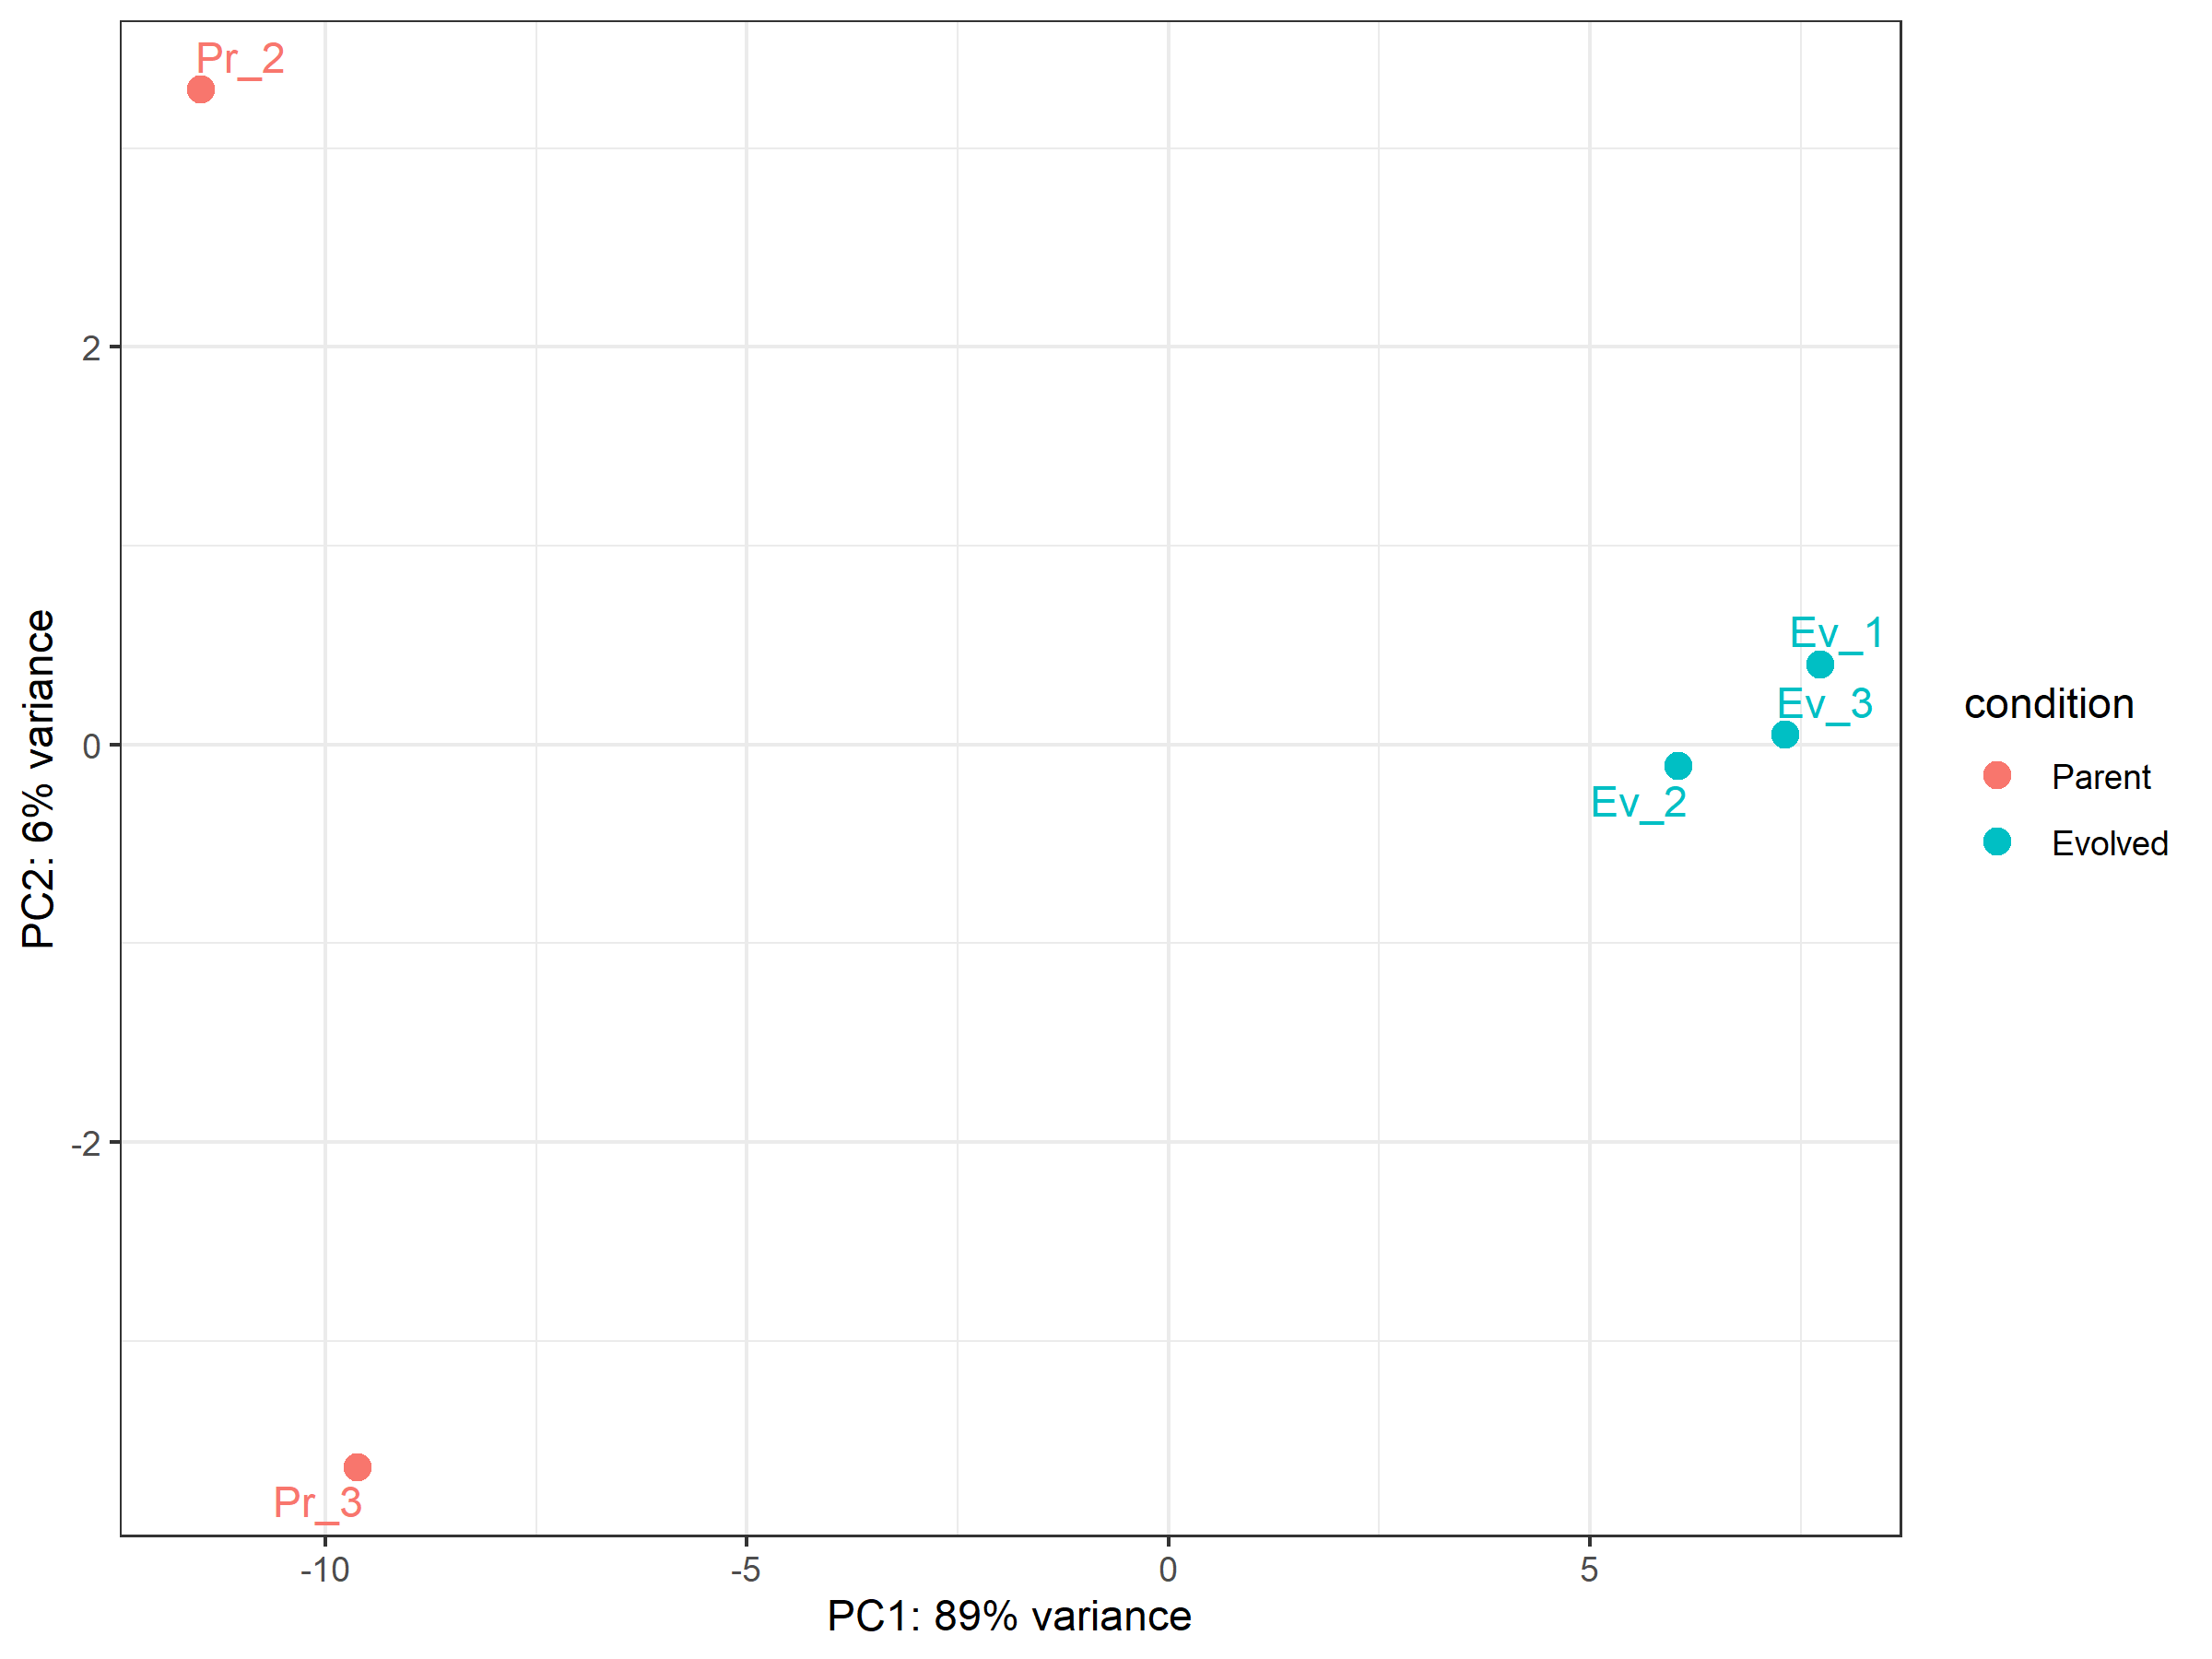 Pr_2
2
Ev_1
Ev_3
0
Ev_2
-2
Pr_3
-10
-5
0
5
PC1: 89% variance
PC2: 6% variance
condition
Parent
Evolved